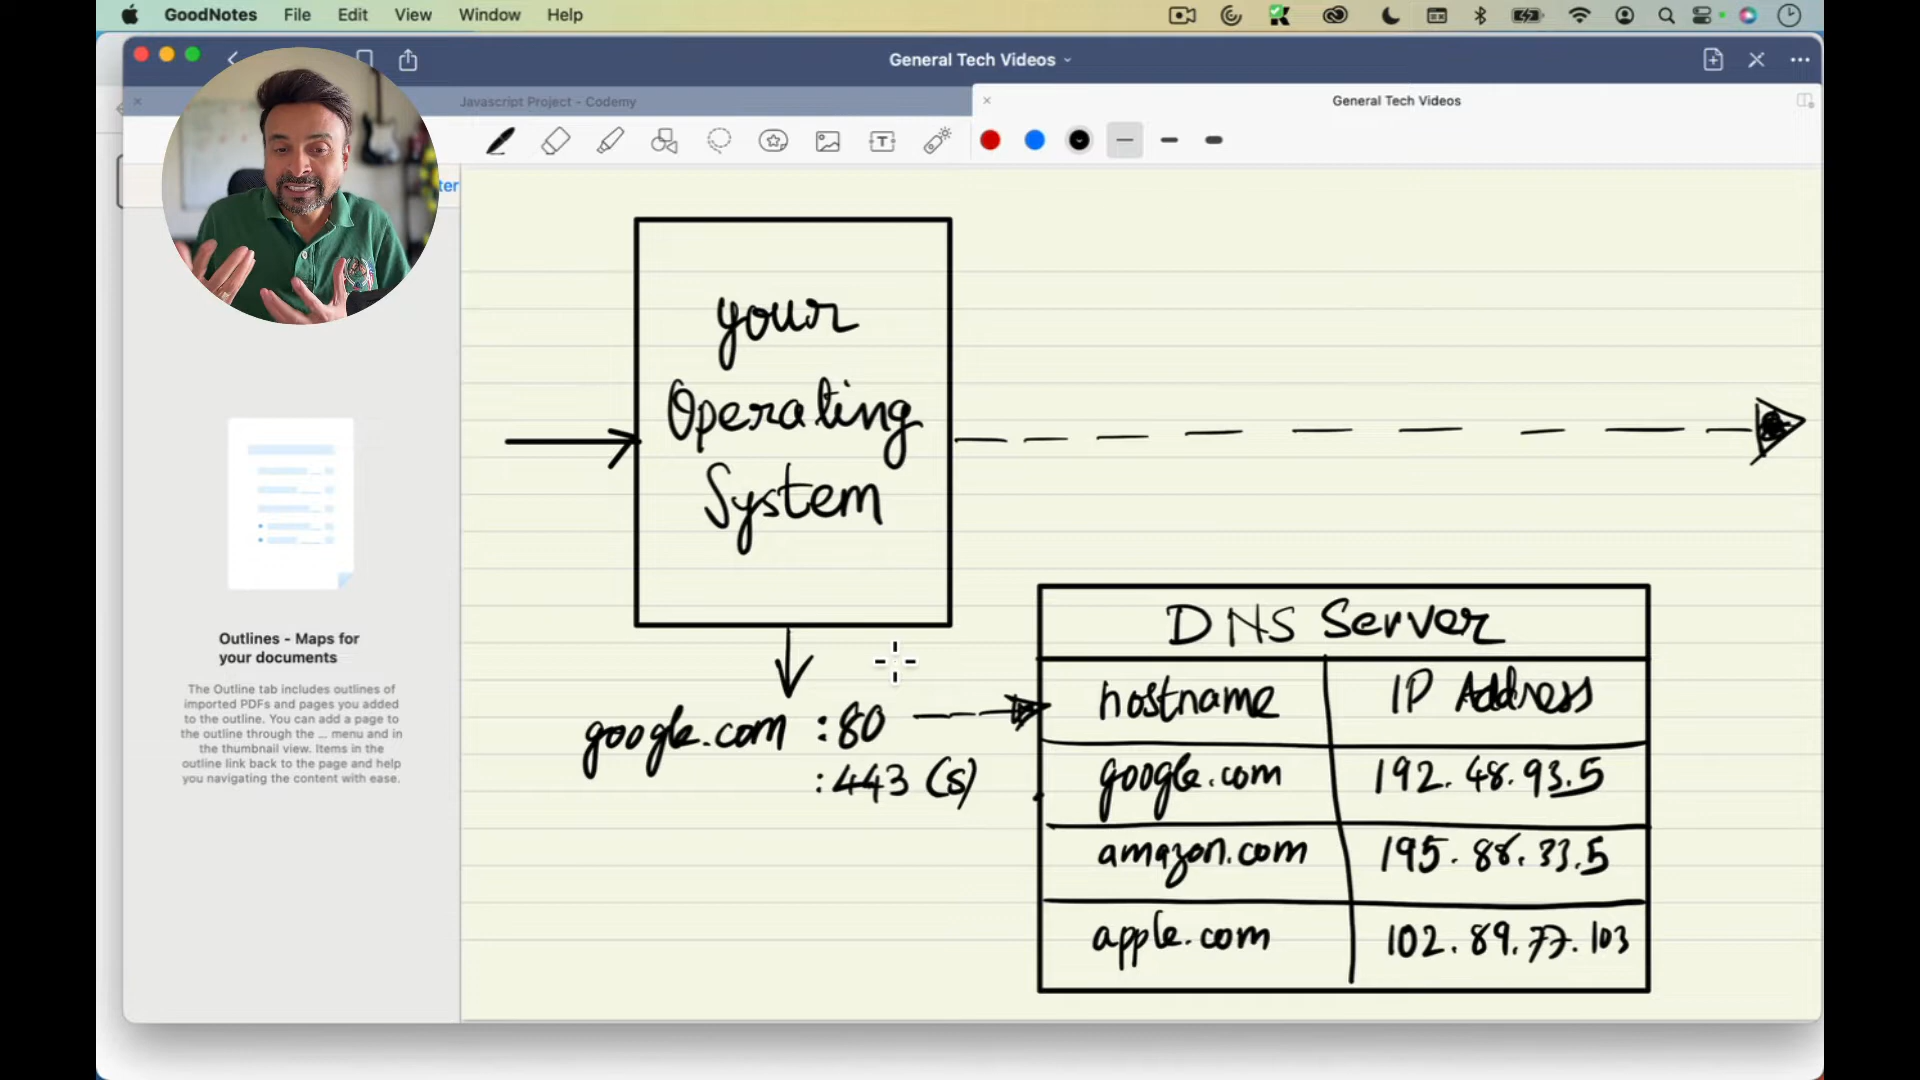 GoodNotes File Edit View Window Help
General Tech Videos
Javascript Project - Codemy
General Tech Videos
ter
your
Operating
System
google.com :80
:443 (s)
DNS Server
hostname IP Address
google.com 192.48.93.5
amazon.com 195.88.33.5
apple.com 102.89.77.103
Outlines - Maps for
your documents
The Outline tab includes outlines of
imported PDFs and pages you added
to the outline. You can add a page to
the outline through the ... menu and in
the thumbnail view. Items in the
outline link back to the page and help
you navigating the content with ease.